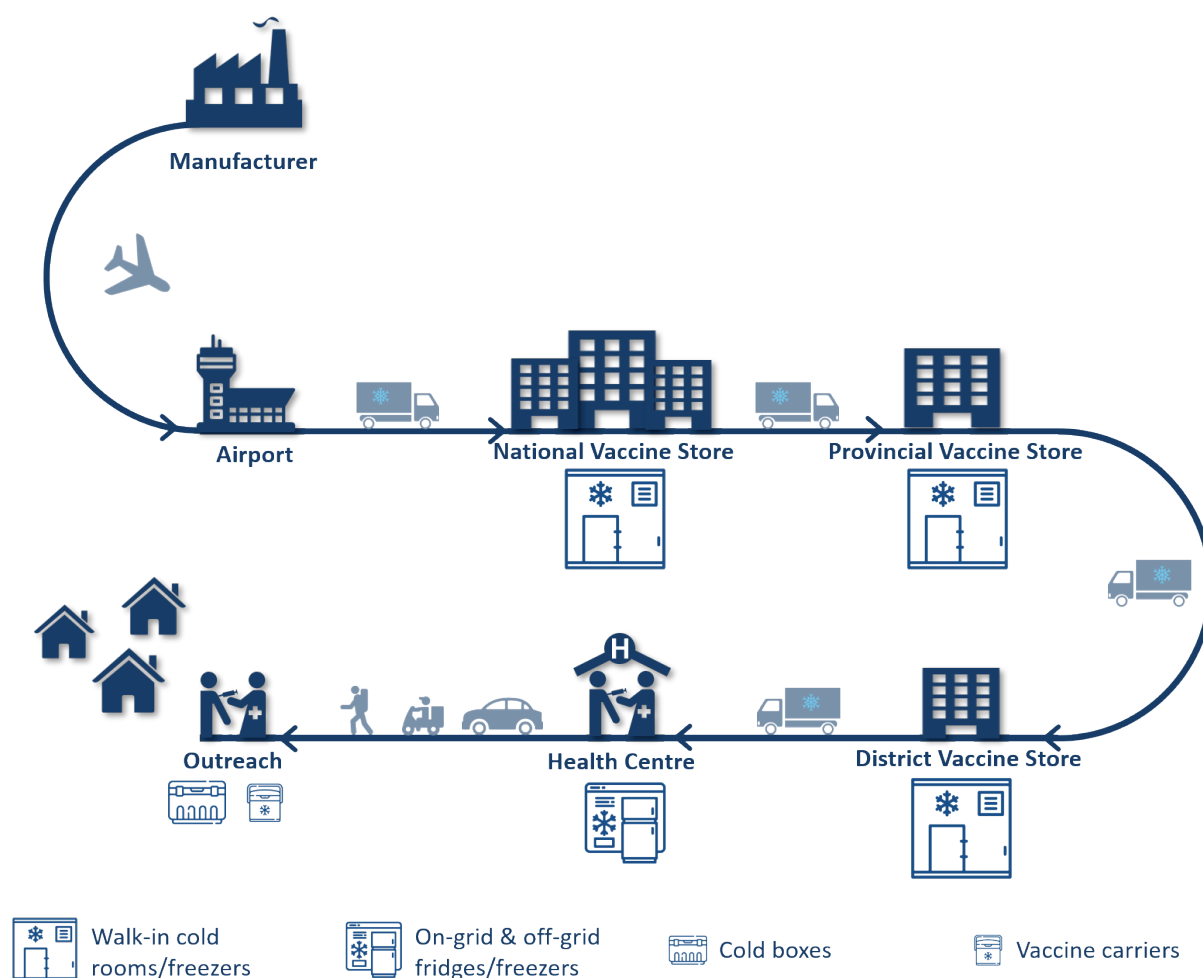 Manufacturer
Airport
National Vaccine Store
Provincial Vaccine Store
H
Outreach
Health Centre
District Vaccine Store
Walk-in cold
rooms/freezers
On-grid & off-grid
fridges/freezers
Cold boxes
Vaccine carriers